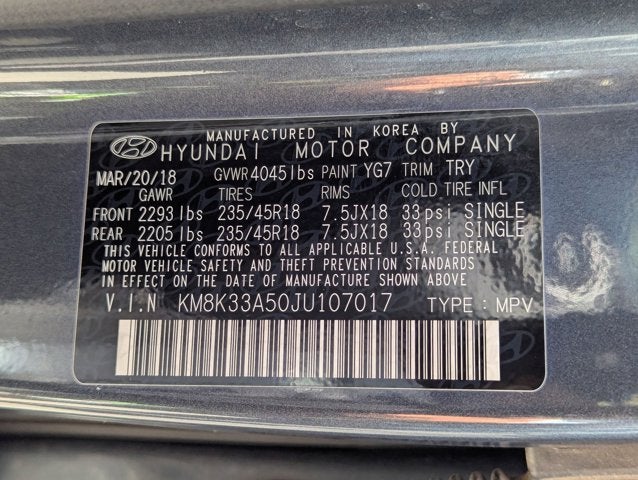 MANUFACTURED IN KOREA BY
HYUNDAI MOTOR COMPANY
MAR/20/18 GVWR 4045 lbs PAINT YG7 TRIM TRY
GAWR TIRES RIMS COLD TIRE INFL
FRONT 2293 lbs 235/45R18 7.5JX18 33psi SINGLE
REAR 2205 lbs 235/45R18 7.5JX18 33psi SINGLE
THIS VEHICLE CONFORMS TO ALL APPLICABLE U.S.A. FEDERAL
MOTOR VEHICLE SAFETY AND THEFT PREVENTION STANDARDS
IN EFFECT ON THE DATE OF MANUFACTURE SHOWN ABOVE.
V.I.N KM8K33A50JU107017 TYPE : MPV